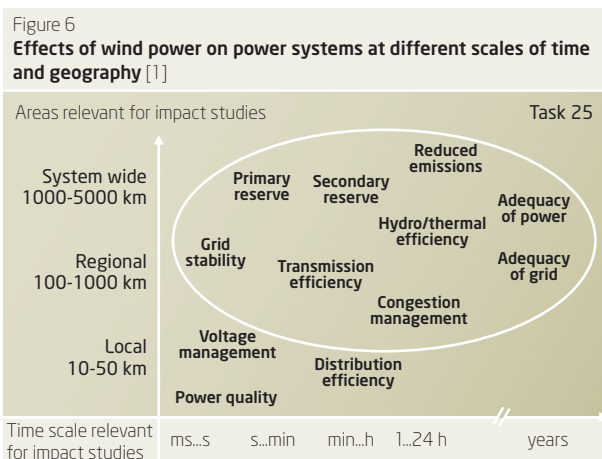 Figure 6
Effects of wind power on power systems at different scales of time
and geography [1]
Areas relevant for impact studies
Task 25
System wide
1000-5000 km
Regional
100-1000 km
Local
10-50 km
Reduced
emissions
Primary
reserve
Secondary
reserve
Adequacy
of power
Hydro/thermal
efficiency
Grid
stability
Transmission
efficiency
Adequacy
of grid
Congestion
management
Voltage
management
Distribution
efficiency
Power quality
Time scale relevant
for impact studies
ms...s
s...min
min...h
1...24 h
years